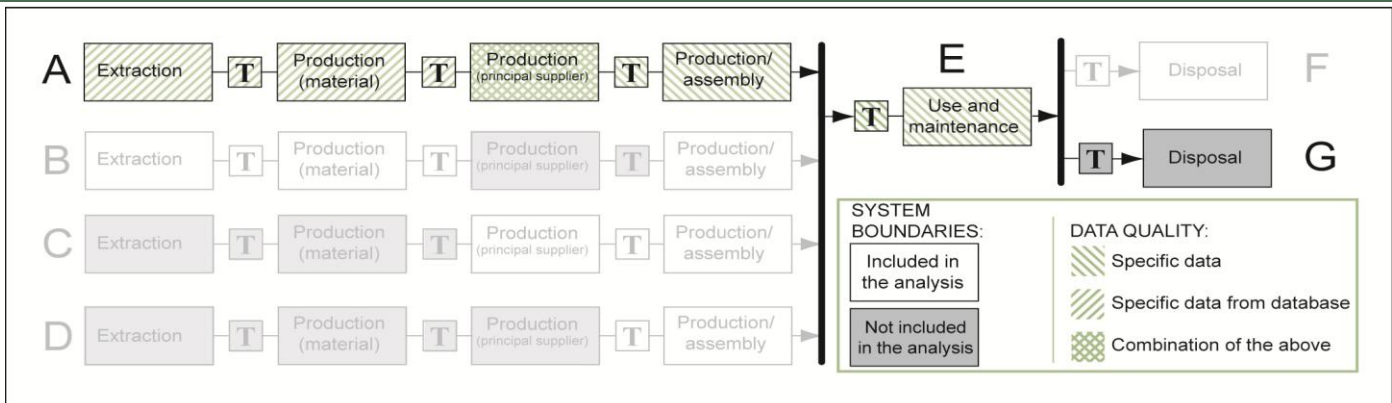 A
Extraction
T
Production
(material)
T
Production
(principal supplier)
T
Production/
assembly
B
Extraction
T
Production
(material)
T
Production
(principal supplier)
T
Production/
assembly
C
Extraction
T
Production
(material)
T
Production
(principal supplier)
T
Production/
assembly
D
Extraction
T
Production
(material)
T
Production
(principal supplier)
T
Production/
assembly
E
T
Use and
maintenance
T
Disposal
F
T
Disposal
G
SYSTEM
BOUNDARIES:
Included in
the analysis
Not included
in the analysis
DATA QUALITY:
Specific data
Specific data from database
Combination of the above